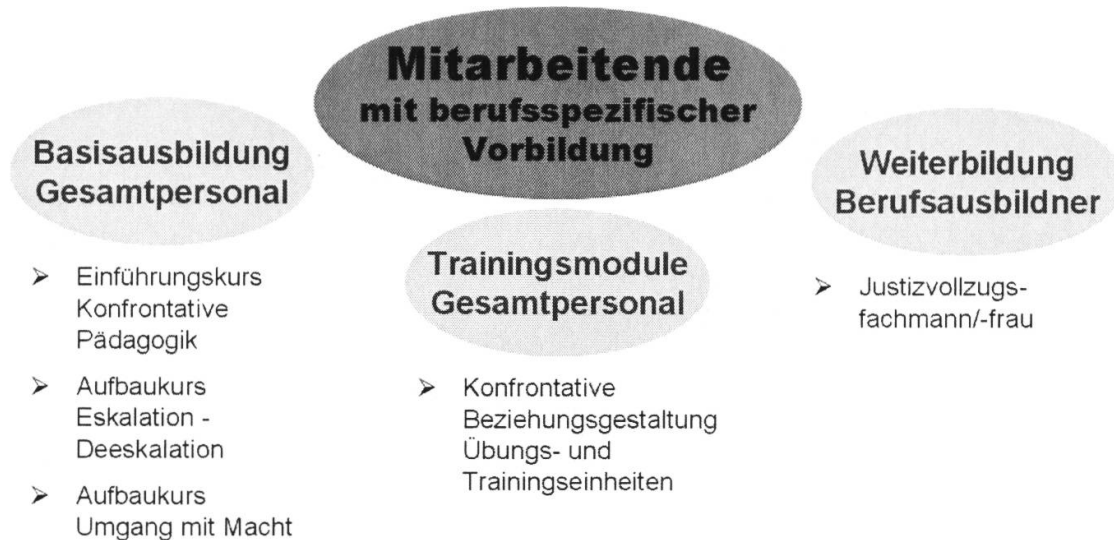 Mitarbeitende
mit berufsspezifischer
Vorbildung
Basisausbildung
Gesamtpersonal
➢ Einführungskurs
Konfrontative
Pädagogik
➢ Aufbaukurs
Eskalation -
Deeskalation
➢ Aufbaukurs
Umgang mit Macht
Trainingsmodule
Gesamtpersonal
➢ Konfrontative
Beziehungsgestaltung
Übungs- und
Trainingseinheiten
Weiterbildung
Berufsausbildner
➢ Justizvollzugs-
fachmann/-frau